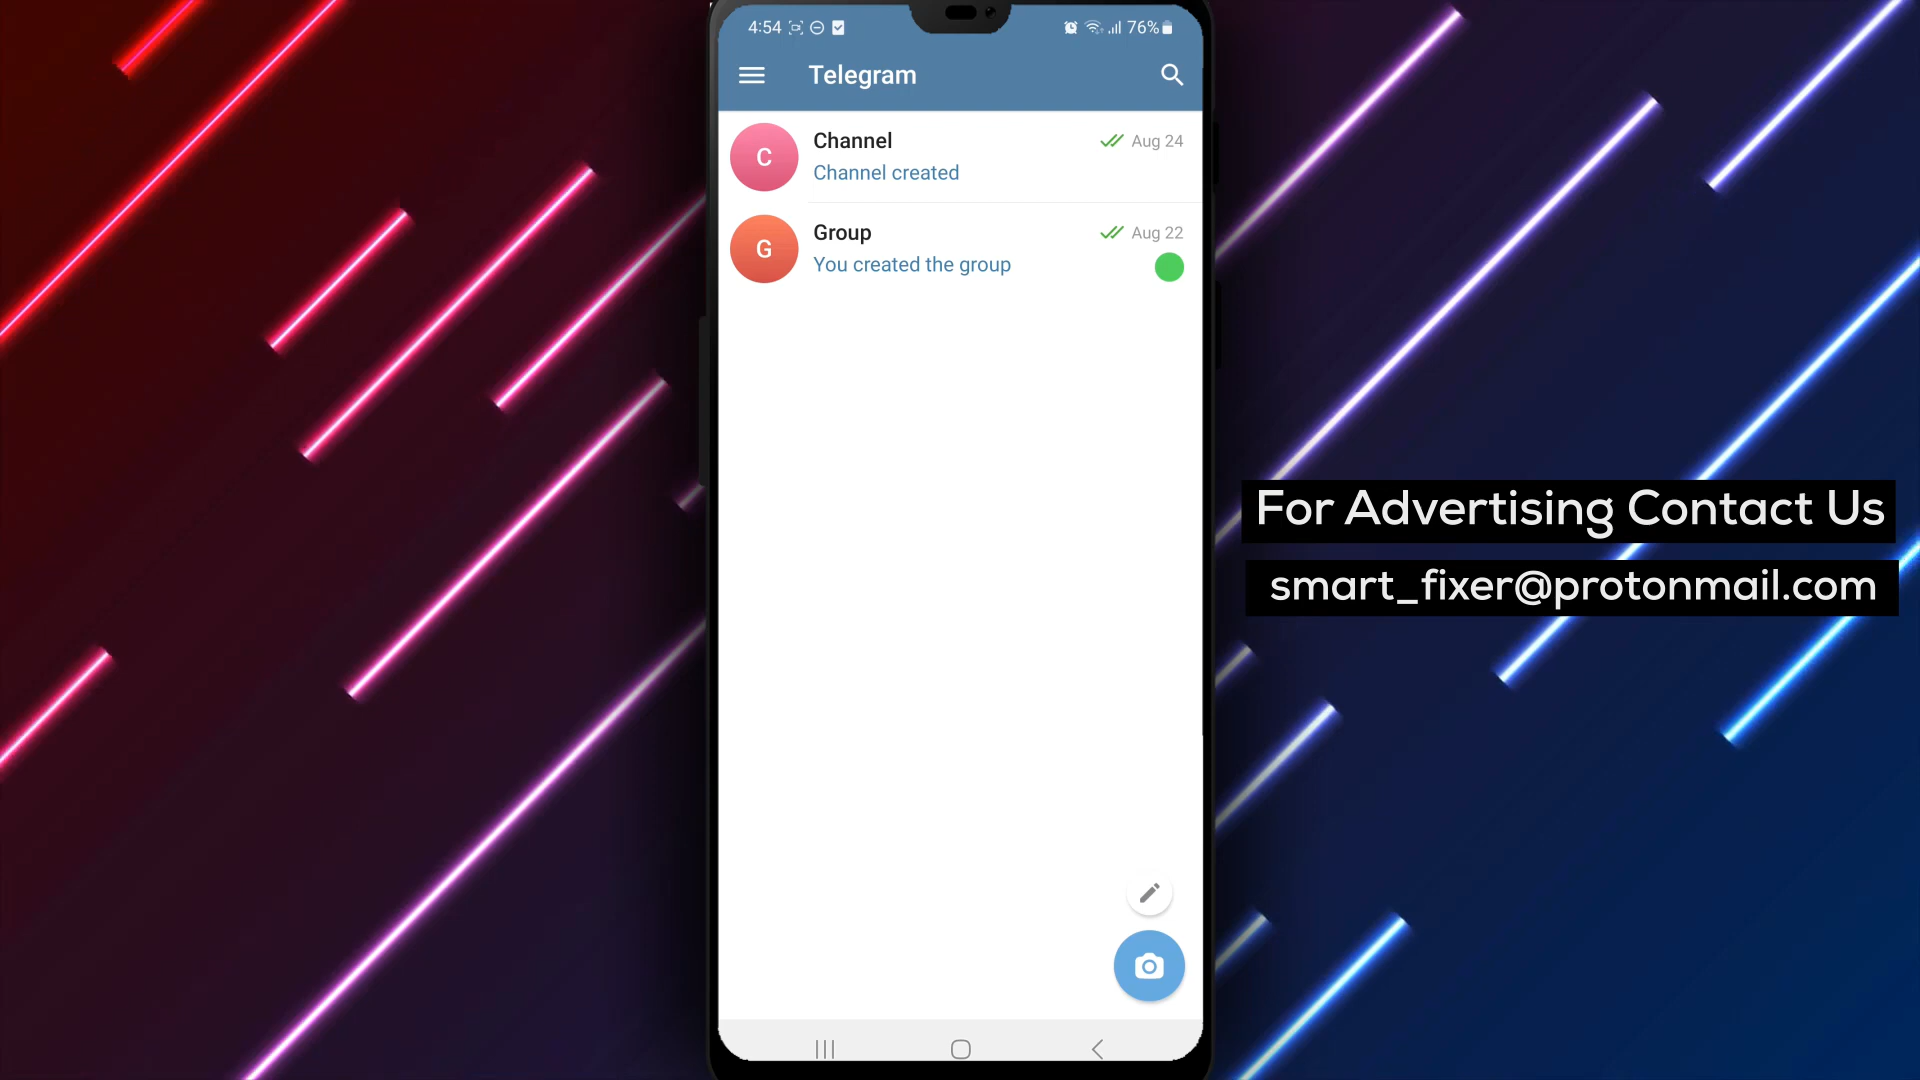 4:54
76%
Telegram
C
Channel
Aug 24
Channel created
G
Group
Aug 22
You created the group
For Advertising Contact Us
smart_fixer@protonmail.com